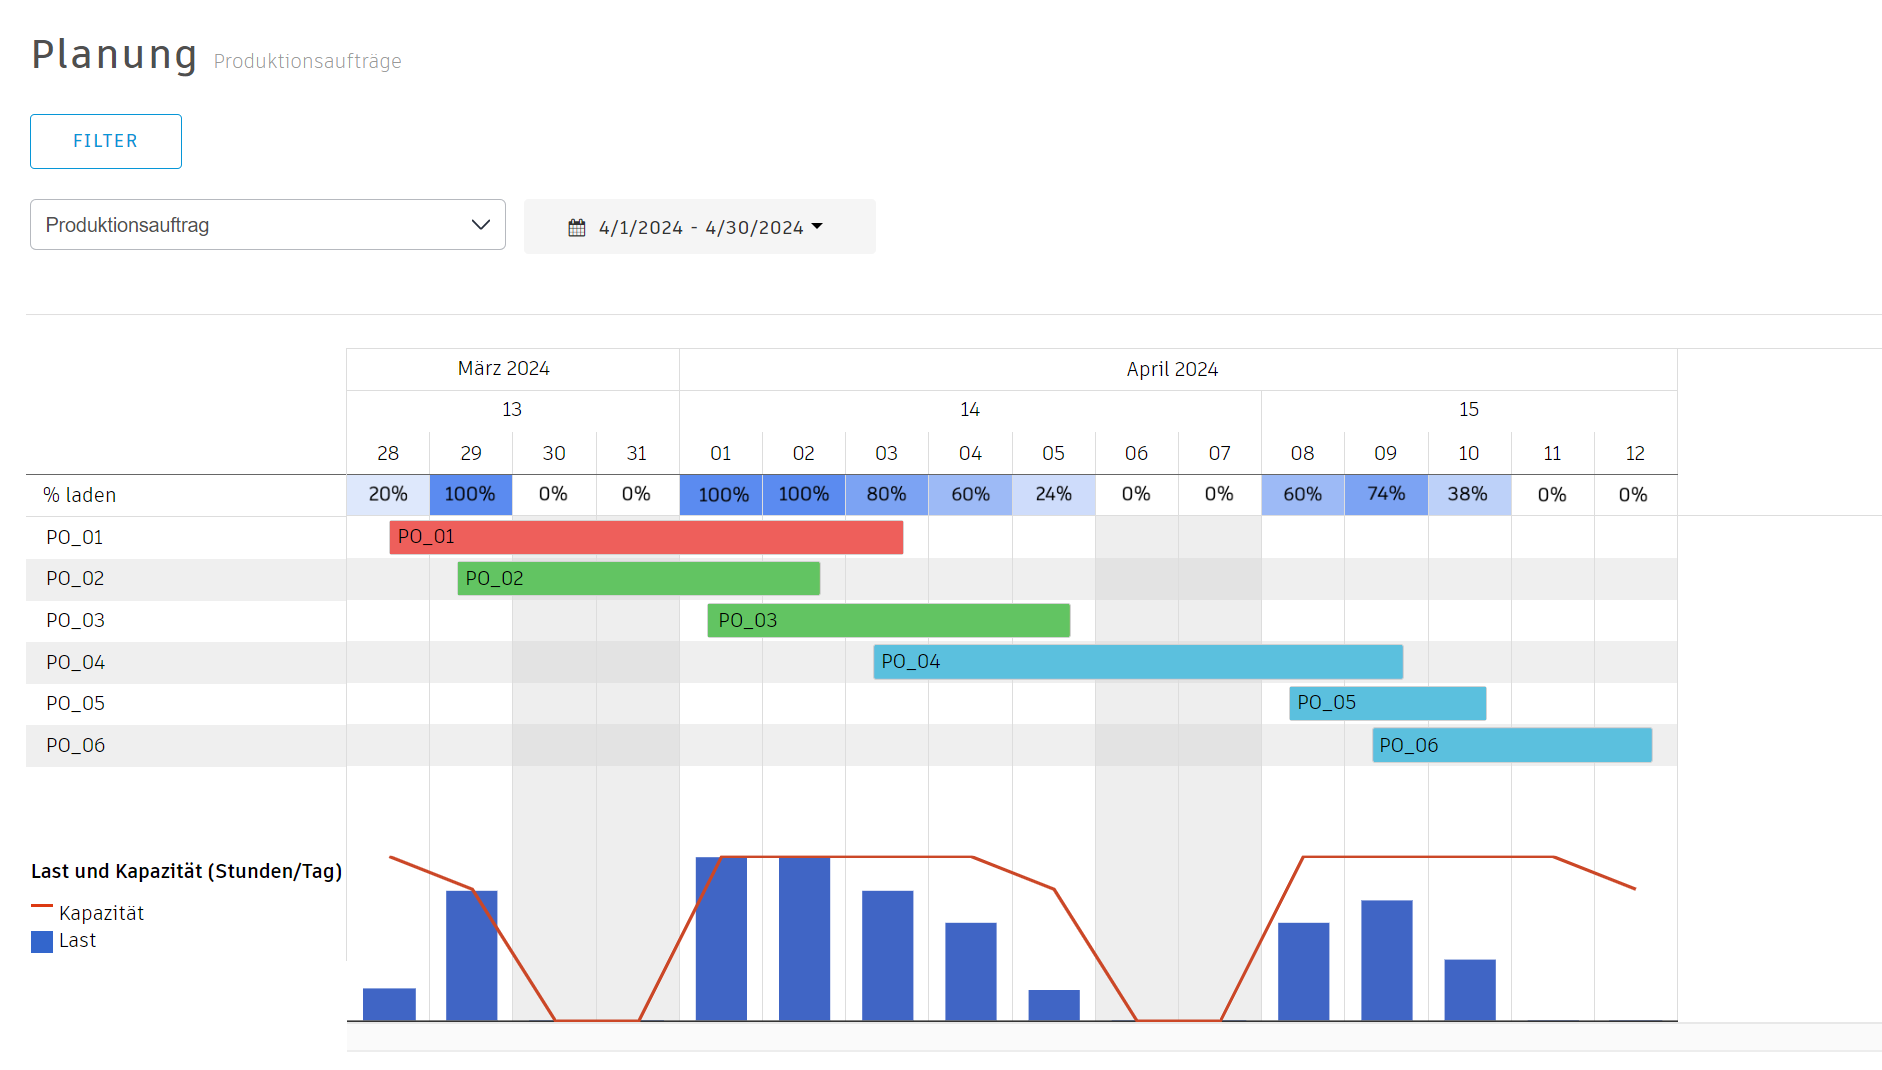 Planung Produktionsaufträge
FILTER
Produktionsauftrag 4/1/2024 - 4/30/2024
März 2024 April 2024
13 14 15
28 29 30 31 01 02 03 04 05 06 07 08 09 10 11 12
% laden 20% 100% 0% 0% 100% 100% 80% 60% 24% 0% 0% 60% 74% 38% 0% 0%
PO_01 PO_01
PO_02 PO_02
PO_03 PO_03
PO_04 PO_04
PO_05 PO_05
PO_06 PO_06
Last und Kapazität (Stunden/Tag)
Kapazität
Last